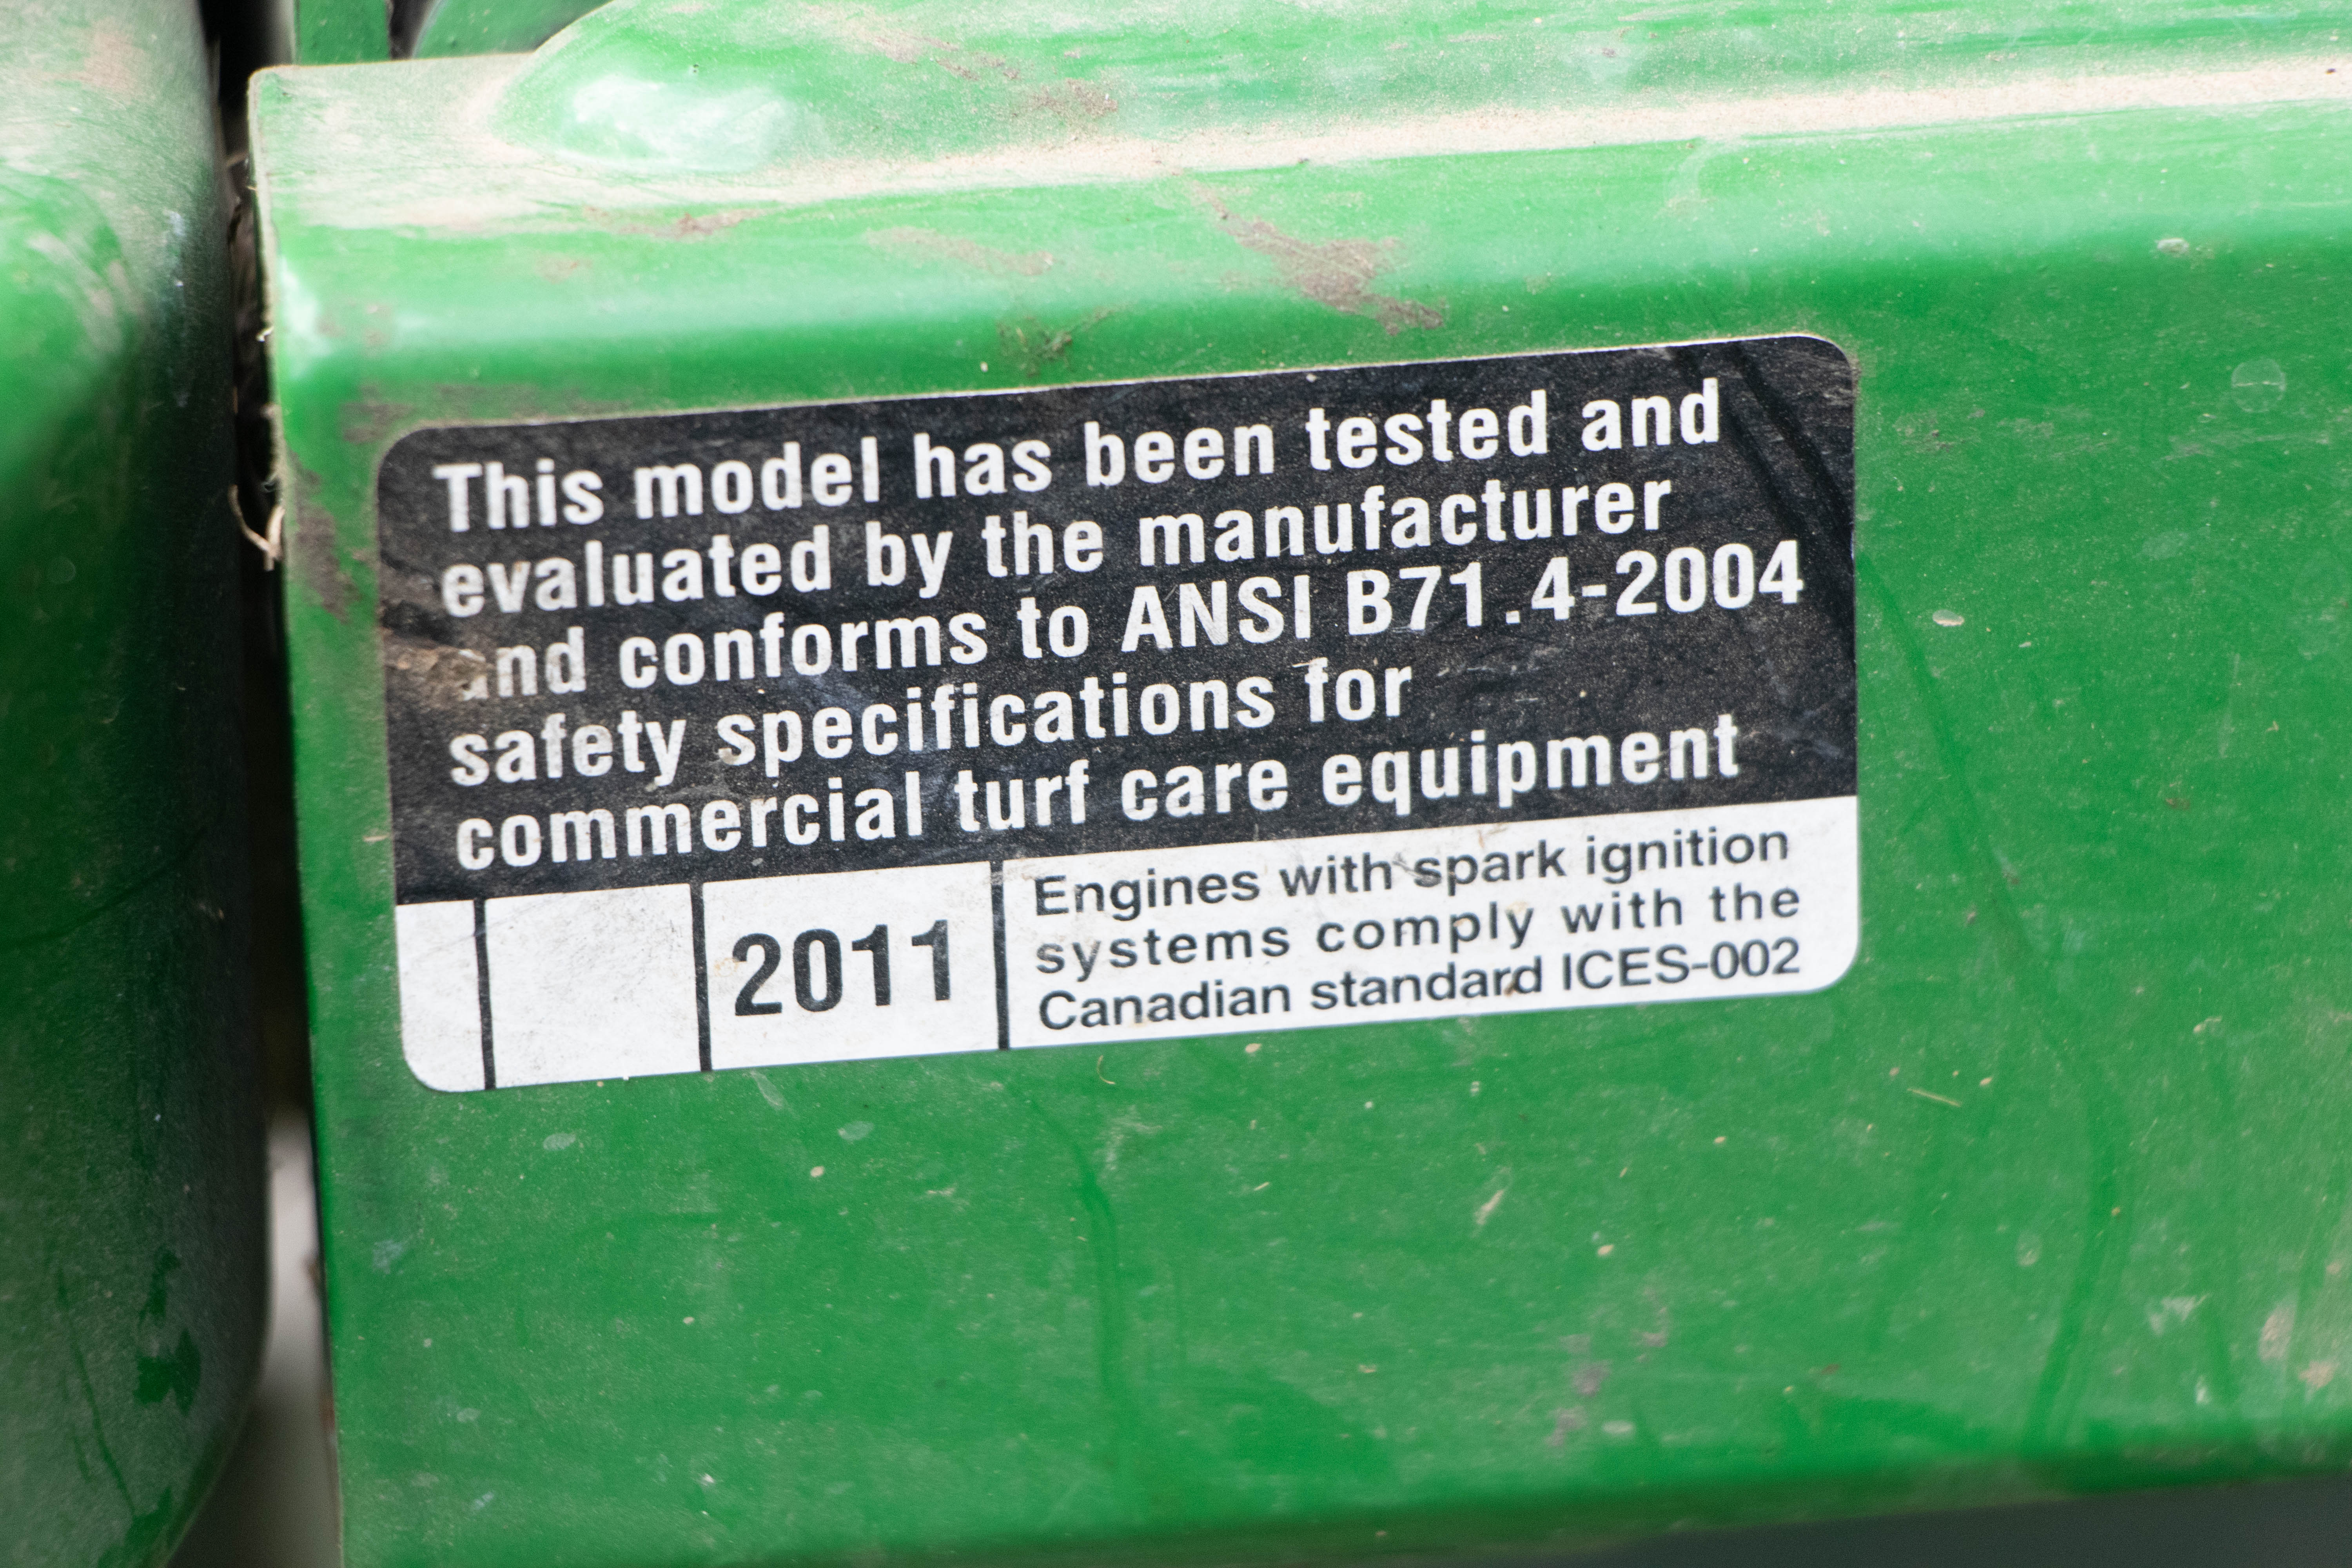 This model has been tested and
evaluated by the manufacturer
and conforms to ANSI B71.4-2004
safety specifications for
commercial turf care equipment
2011
Engines with spark ignition
systems comply with the
Canadian standard ICES-002